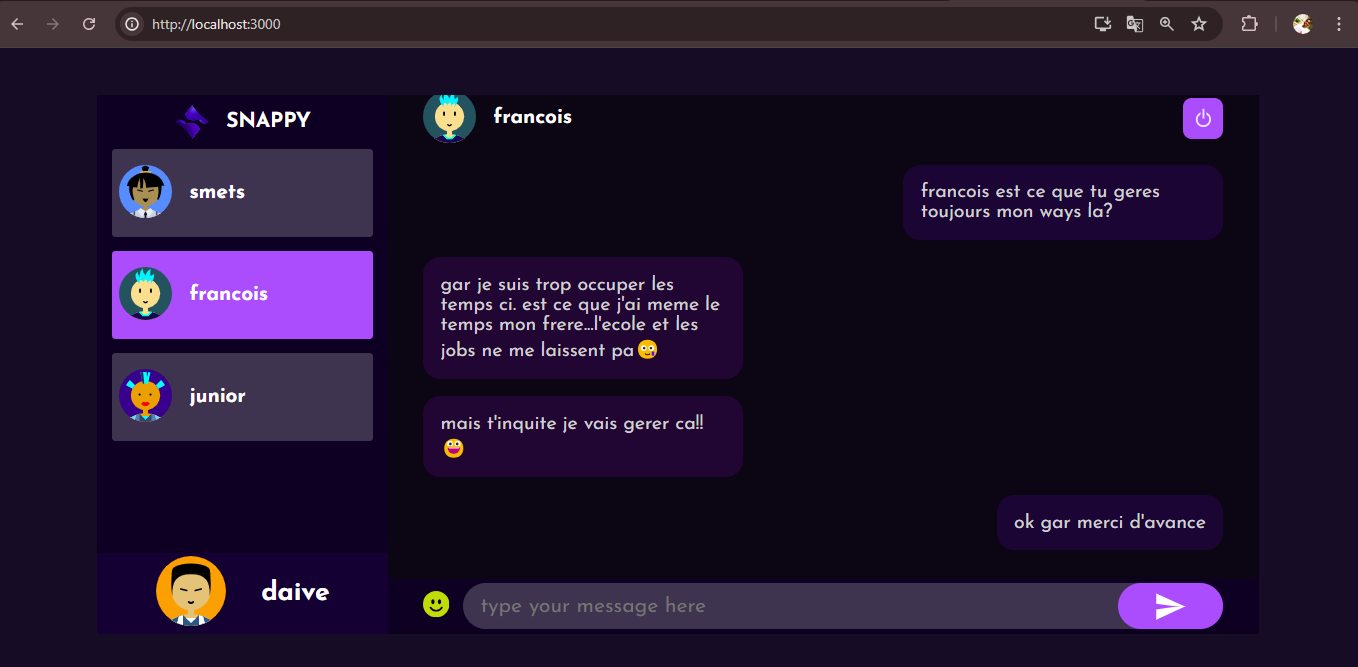 http://localhost:3000
SNAPPY
smets
francois
junior
daive
francois
francois est ce que tu geres
toujours mon ways la?
gar je suis trop occuper les
temps ci. est ce que j'ai meme le
temps mon frere...l'ecole et les
jobs ne me laissent pa🥲
mais t'inquite je vais gerer ca!!
😀
ok gar merci d'avance
type your message here